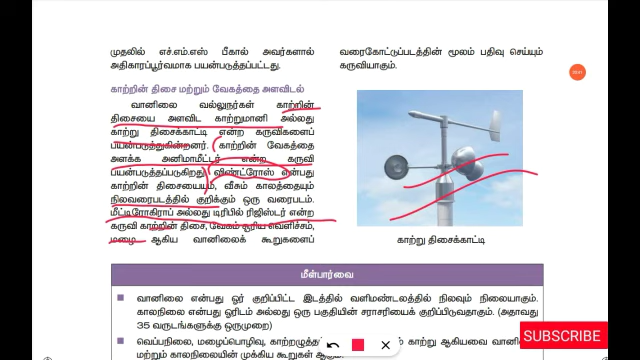 முதலில் எச்.எம்.எஸ் பீகால் அவர்களால்
அதிகாரப்பூர்வமாக பயன்படுத்தப்பட்டது.
காற்றின் திசை மற்றும் வேகத்தை அளவிடல்
வானிலை வல்லுநர்கள் காற்றின்
திசையை அளவிட காற்றுமானி அல்லது
காற்று திசைக்காட்டி என்ற கருவிகளைப்
பயன்படுத்துகின்றனர். காற்றின் வேகத்தை
அளக்க அனிமாமீட்டர் என்ற கருவி
பயன்படுத்தப்படுகிறது. விண்ட்ரோஸ் என்பது
காற்றின் திசையையும், வீசும் காலத்தையும்
நிலவரைபடத்தில் குறிக்கும் ஒரு வரைபடம்.
மீட்டிரோகிராப் அல்லது டிரிபில் ரிஜிஸ்டர் என்ற
கருவி காற்றின் திசை, வேகம் சூரிய வெளிச்சம்,
மழை ஆகிய வானிலைக் கூறுகளைப்
வரைகோட்டுப்படத்தின் மூலம் பதிவு செய்யும்
கருவியாகும்.
காற்று திசைக்காட்டி
மீள்பார்வை
வானிலை என்பது ஓர் குறிப்பிட்ட இடத்தில் வளிமண்டலத்தில் நிலவும் நிலையாகும்.
காலநிலை என்பது ஓரிடம் அல்லது ஒரு பகுதியின் சராசரியைக் குறிப்பிடுவதாகும். (அதாவது
35 வருடங்களுக்கு ஒருமுறை)
வெப்பநிலை, மழைப்பொழிவு, காற்றழுத்த காற்று ஆகியவை வானி
மற்றும் காலநிலையின் முக்கிய கூறுகள் ஆகும்.
SUBSCRIBE